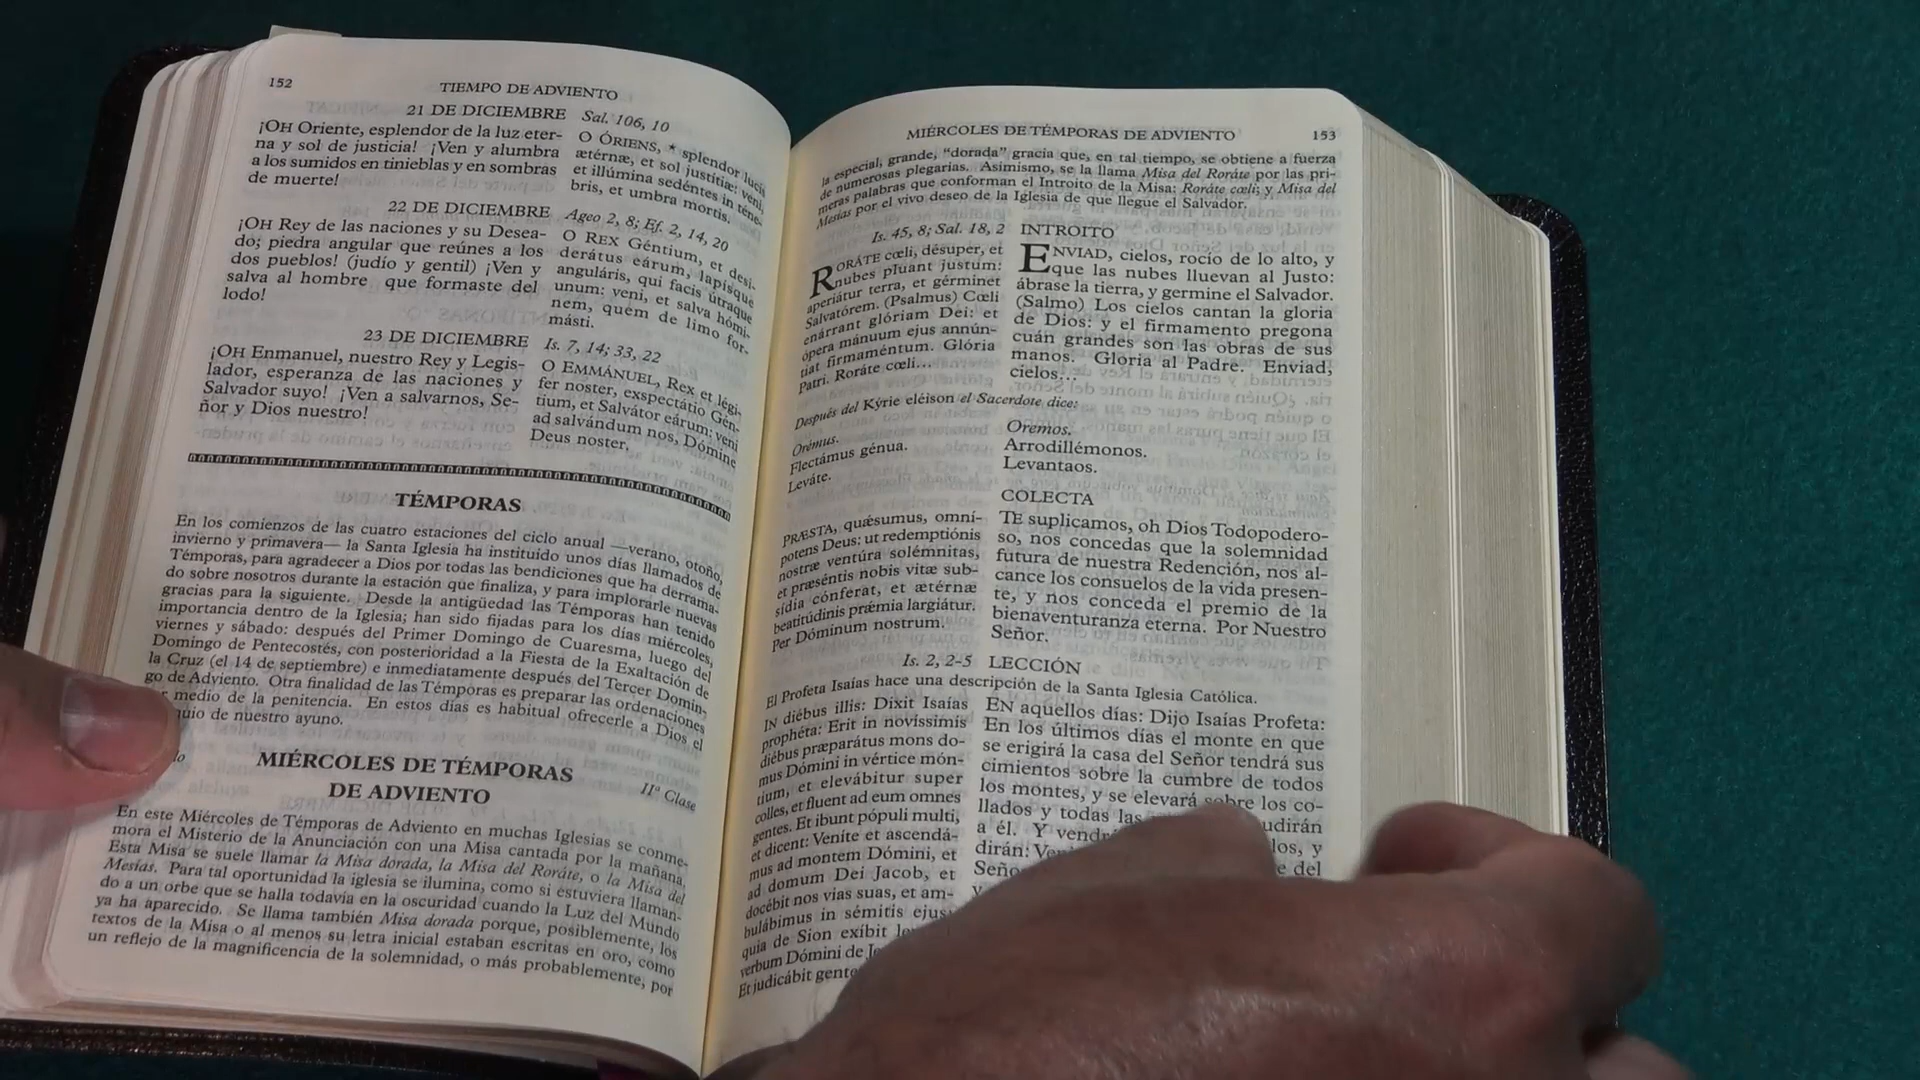 152
TIEMPO DE ADVIENTO
21 DE DICIEMBRE
¡OH Oriente, esplendor de la luz eter-
na y sol de justicia! ¡Ven y alumbra
a los sumidos en tinieblas y en sombras
de muerte!
Sal. 106, 10
O ÓRIENS, * splendor lucis
ætérnæ, et sol justítiæ: veni,
et illúmina sedéntes in téne-
bris, et umbra mortis.
22 DE DICIEMBRE
¡OH Rey de las naciones y su Desea-
do; piedra angular que reúnes a los
dos pueblos! (judío y gentil) ¡Ven y
salva al hombre que formaste del
lodo!
Ageo 2, 8; Ef. 2, 14, 20
O REX Géntium, et desi-
derátus eárum, lapísque
anguláris, qui facis útraque
unum: veni, et salva hómi-
nem, quem de limo for-
másti.
23 DE DICIEMBRE
¡OH Enmanuel, nuestro Rey y Legis-
lador, esperanza de las naciones y
Salvador suyo! ¡Ven a salvarnos, Se-
ñor y Dios nuestro!
Is. 7, 14; 33, 22
O EMMÁNUEL, Rex et légi-
fer noster, exspectátio Gén-
tium, et Salvátor eárum: veni
ad salvándum nos, Dómine
Deus noster.
TÉMPORAS
En los comienzos de las cuatro estaciones del ciclo anual —verano, otoño,
invierno y primavera— la Santa Iglesia ha instituido unos días llamados de
Témporas, para agradecer a Dios por todas las bendiciones que ha derrama-
do sobre nosotros durante la estación que finaliza, y para implorarle nuevas
gracias para la siguiente. Desde la antigüedad las Témporas han tenido
importancia dentro de la Iglesia; han sido fijadas para los días miércoles,
viernes y sábado: después del Primer Domingo de Cuaresma, luego del
Domingo de Pentecostés, con posterioridad a la Fiesta de la Exaltación de
la Cruz (el 14 de septiembre) e inmediatamente después del Tercer Domin-
go de Adviento. Otra finalidad de las Témporas es preparar las ordenaciones
medio de la penitencia. En estos días es habitual ofrecerle a Dios el
de nuestro ayuno.
MIÉRCOLES DE TÉMPORAS
DE ADVIENTO
IIª Clase
En este Miércoles de Témporas de Adviento en muchas Iglesias se conme-
mora el Misterio de la Anunciación con una Misa cantada por la mañana.
Esta Misa se suele llamar la Misa dorada, la Misa del Roráte, o la Misa del
Mesías. Para tal oportunidad la iglesia se ilumina, como si estuviera llaman-
do a un orbe que se halla todavía en la oscuridad cuando la Luz del Mundo
ya ha aparecido. Se llama también Misa dorada porque, posiblemente, los
textos de la Misa o al menos su letra inicial estaban escritas en oro, como
un reflejo de la magnificencia de la solemnidad, o más probablemente, por
MIÉRCOLES DE TÉMPORAS DE ADVIENTO
153
la especial, grande, “dorada” gracia que, en tal tiempo, se obtiene a fuerza
de numerosas plegarias. Asimismo, se la llama Misa del Roráte por las pri-
meras palabras que conforman el Introito de la Misa: Roráte cœli; y Misa del
Mesías por el vivo deseo de la Iglesia de que llegue el Salvador.
Is. 45, 8; Sal. 18, 2
RORÁTE cœli, désuper, et
nubes pluant justum:
aperiátur terra, et gérminet
Salvatórem. (Psalmus) Cœli
enárrant glóriam Dei: et
ópera mánuum ejus annún-
tiat firmaméntum. Glória
Patri. Roráte cœli...
INTROITO
ENVIAD, cielos, rocío de lo alto, y
que las nubes lluevan al Justo:
ábrase la tierra, y germine el Salvador.
(Salmo) Los cielos cantan la gloria
de Dios: y el firmamento pregona
cuán grandes son las obras de sus
manos. Gloria al Padre. Enviad,
cielos...
Después del Kýrie eléison el Sacerdote dice:
Orémus.
Flectámus génua.
Leváte.
Oremos.
Arrodillémonos.
Levantaos.
PRÆSTA, quǽsumus, omní-
potens Deus: ut redemptiónis
nostræ ventúra solémnitas,
et præséntis nobis vitæ sub-
sídia cónferat, et ætérnæ
beatitúdinis prǽmia largiátur.
Per Dóminum nostrum.
COLECTA
TE suplicamos, oh Dios Todopodero-
so, nos concedas que la solemnidad
futura de nuestra Redención, nos al-
cance los consuelos de la vida presen-
te, y nos conceda el premio de la
bienaventuranza eterna. Por Nuestro
Señor.
Is. 2, 2-5
LECCIÓN
El Profeta Isaías hace una descripción de la Santa Iglesia Católica.
IN diébus illis: Dixit Isaías
prophéta: Erit in novíssimis
diébus præparátus mons do-
mus Dómini in vértice món-
tium, et elevábitur super
colles, et fluent ad eum omnes
gentes. Et ibunt pópuli multi,
et dicent: Veníte et ascendá-
mus ad montem Dómini, et
ad domum Dei Jacob, et
docébit nos vias suas, et am-
bulábimus in sémitis ejus
quia de Sion exíbit
verbum Dómini de
Et judicábit
EN aquellos días: Dijo Isaías Profeta:
En los últimos días el monte en que
se erigirá la casa del Señor tendrá sus
cimientos sobre la cumbre de todos
los montes, y se elevará sobre los co-
llados y todas las
a él. Y
dirán:
del